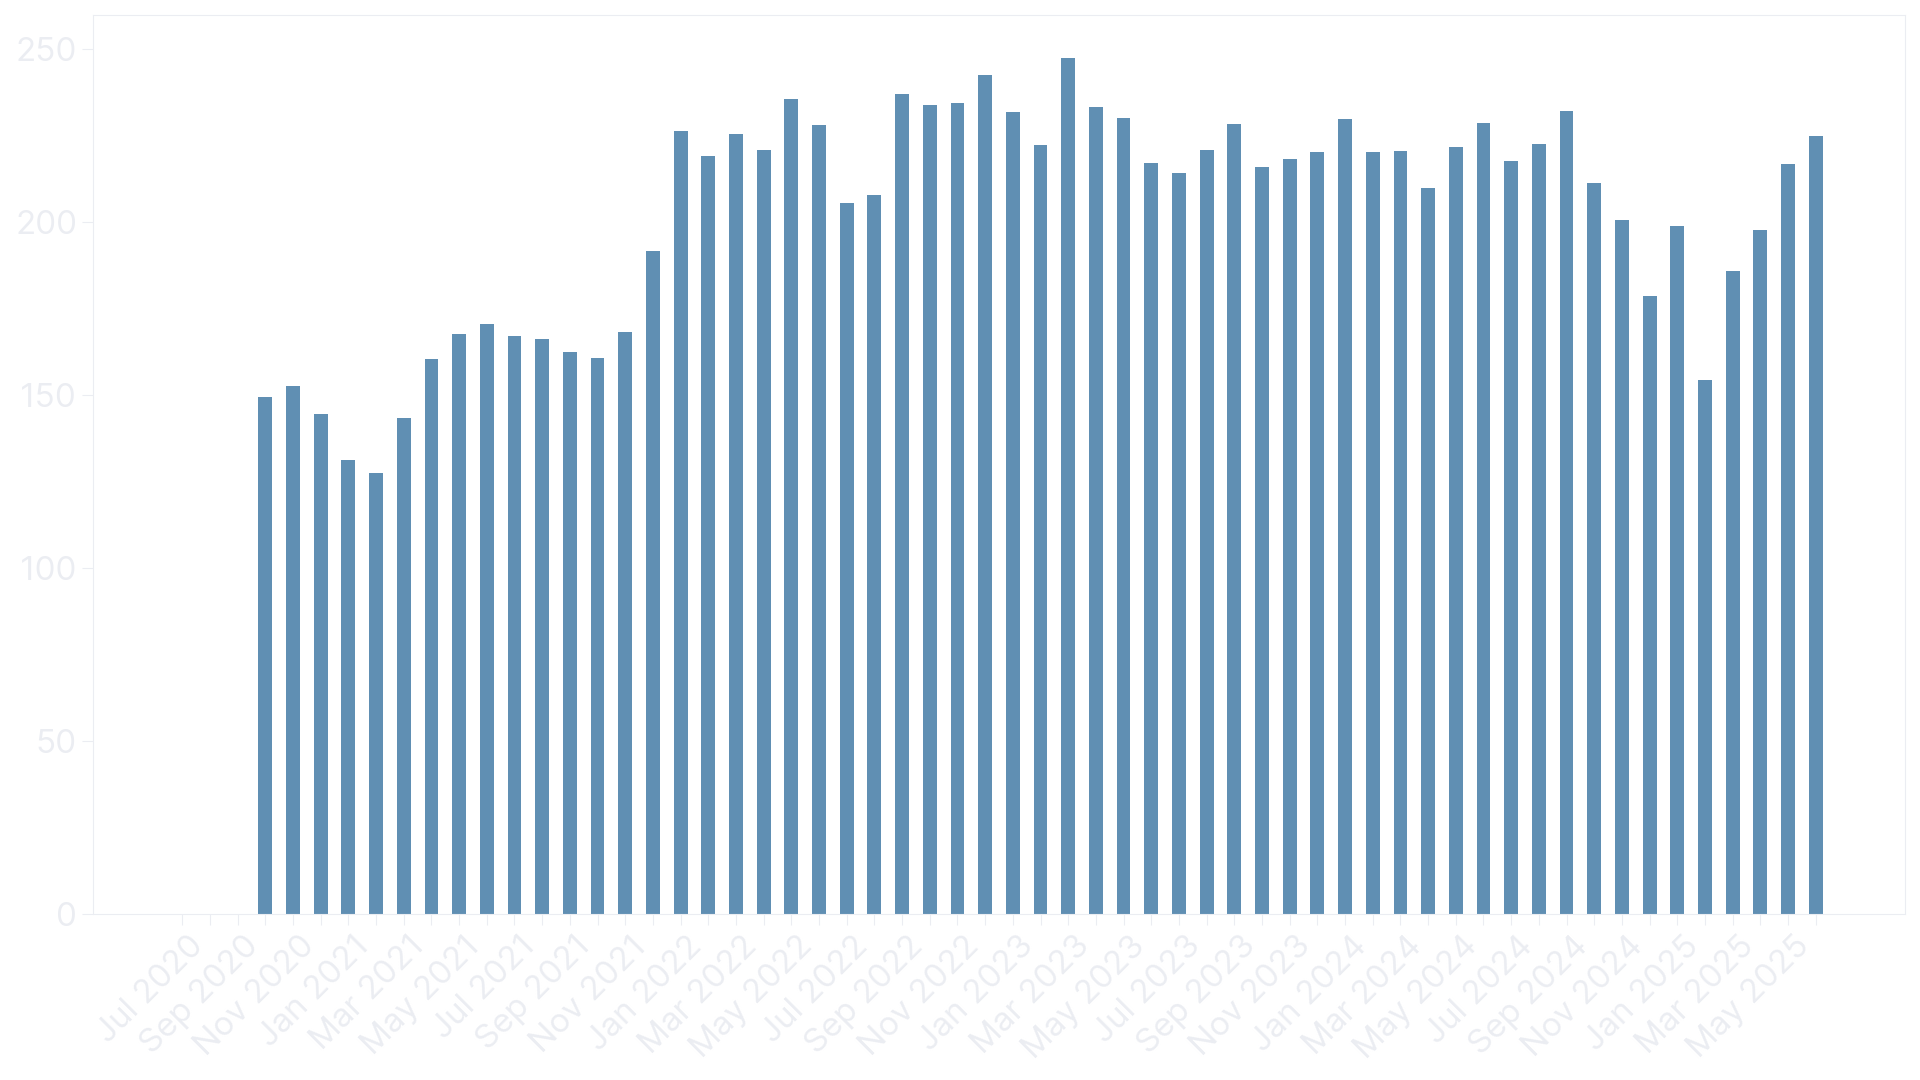 250
200
150
100
50
0
Jul 2020
Sep 2020
Nov 2020
Jan 2021
Mar 2021
May 2021
Jul 2021
Sep 2021
Nov 2021
Jan 2022
Mar 2022
May 2022
Jul 2022
Sep 2022
Nov 2022
Jan 2023
Mar 2023
May 2023
Jul 2023
Sep 2023
Nov 2023
Jan 2024
Mar 2024
May 2024
Jul 2024
Sep 2024
Nov 2024
Jan 2025
Mar 2025
May 2025